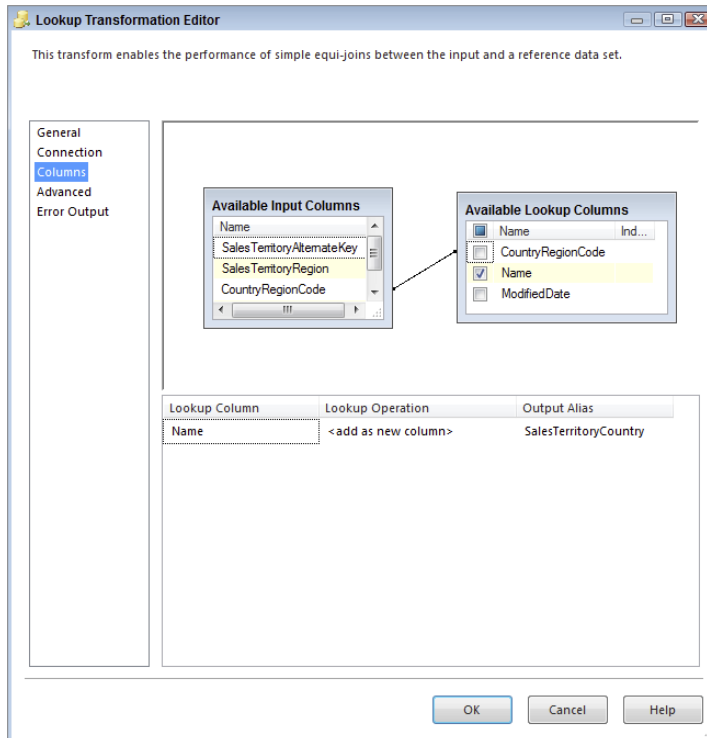 Lookup Transformation Editor
This transform enables the performance of simple equi-joins between the input and a reference data set.
General
Connection
Columns
Advanced
Error Output
Available Input Columns
Name
SalesTerritoryAlternateKey
SalesTerritoryRegion
CountryRegionCode
Available Lookup Columns
Name Ind...
CountryRegionCode
Name
ModifiedDate
Lookup Column Lookup Operation Output Alias
Name <add as new column> SalesTerritoryCountry
OK Cancel Help